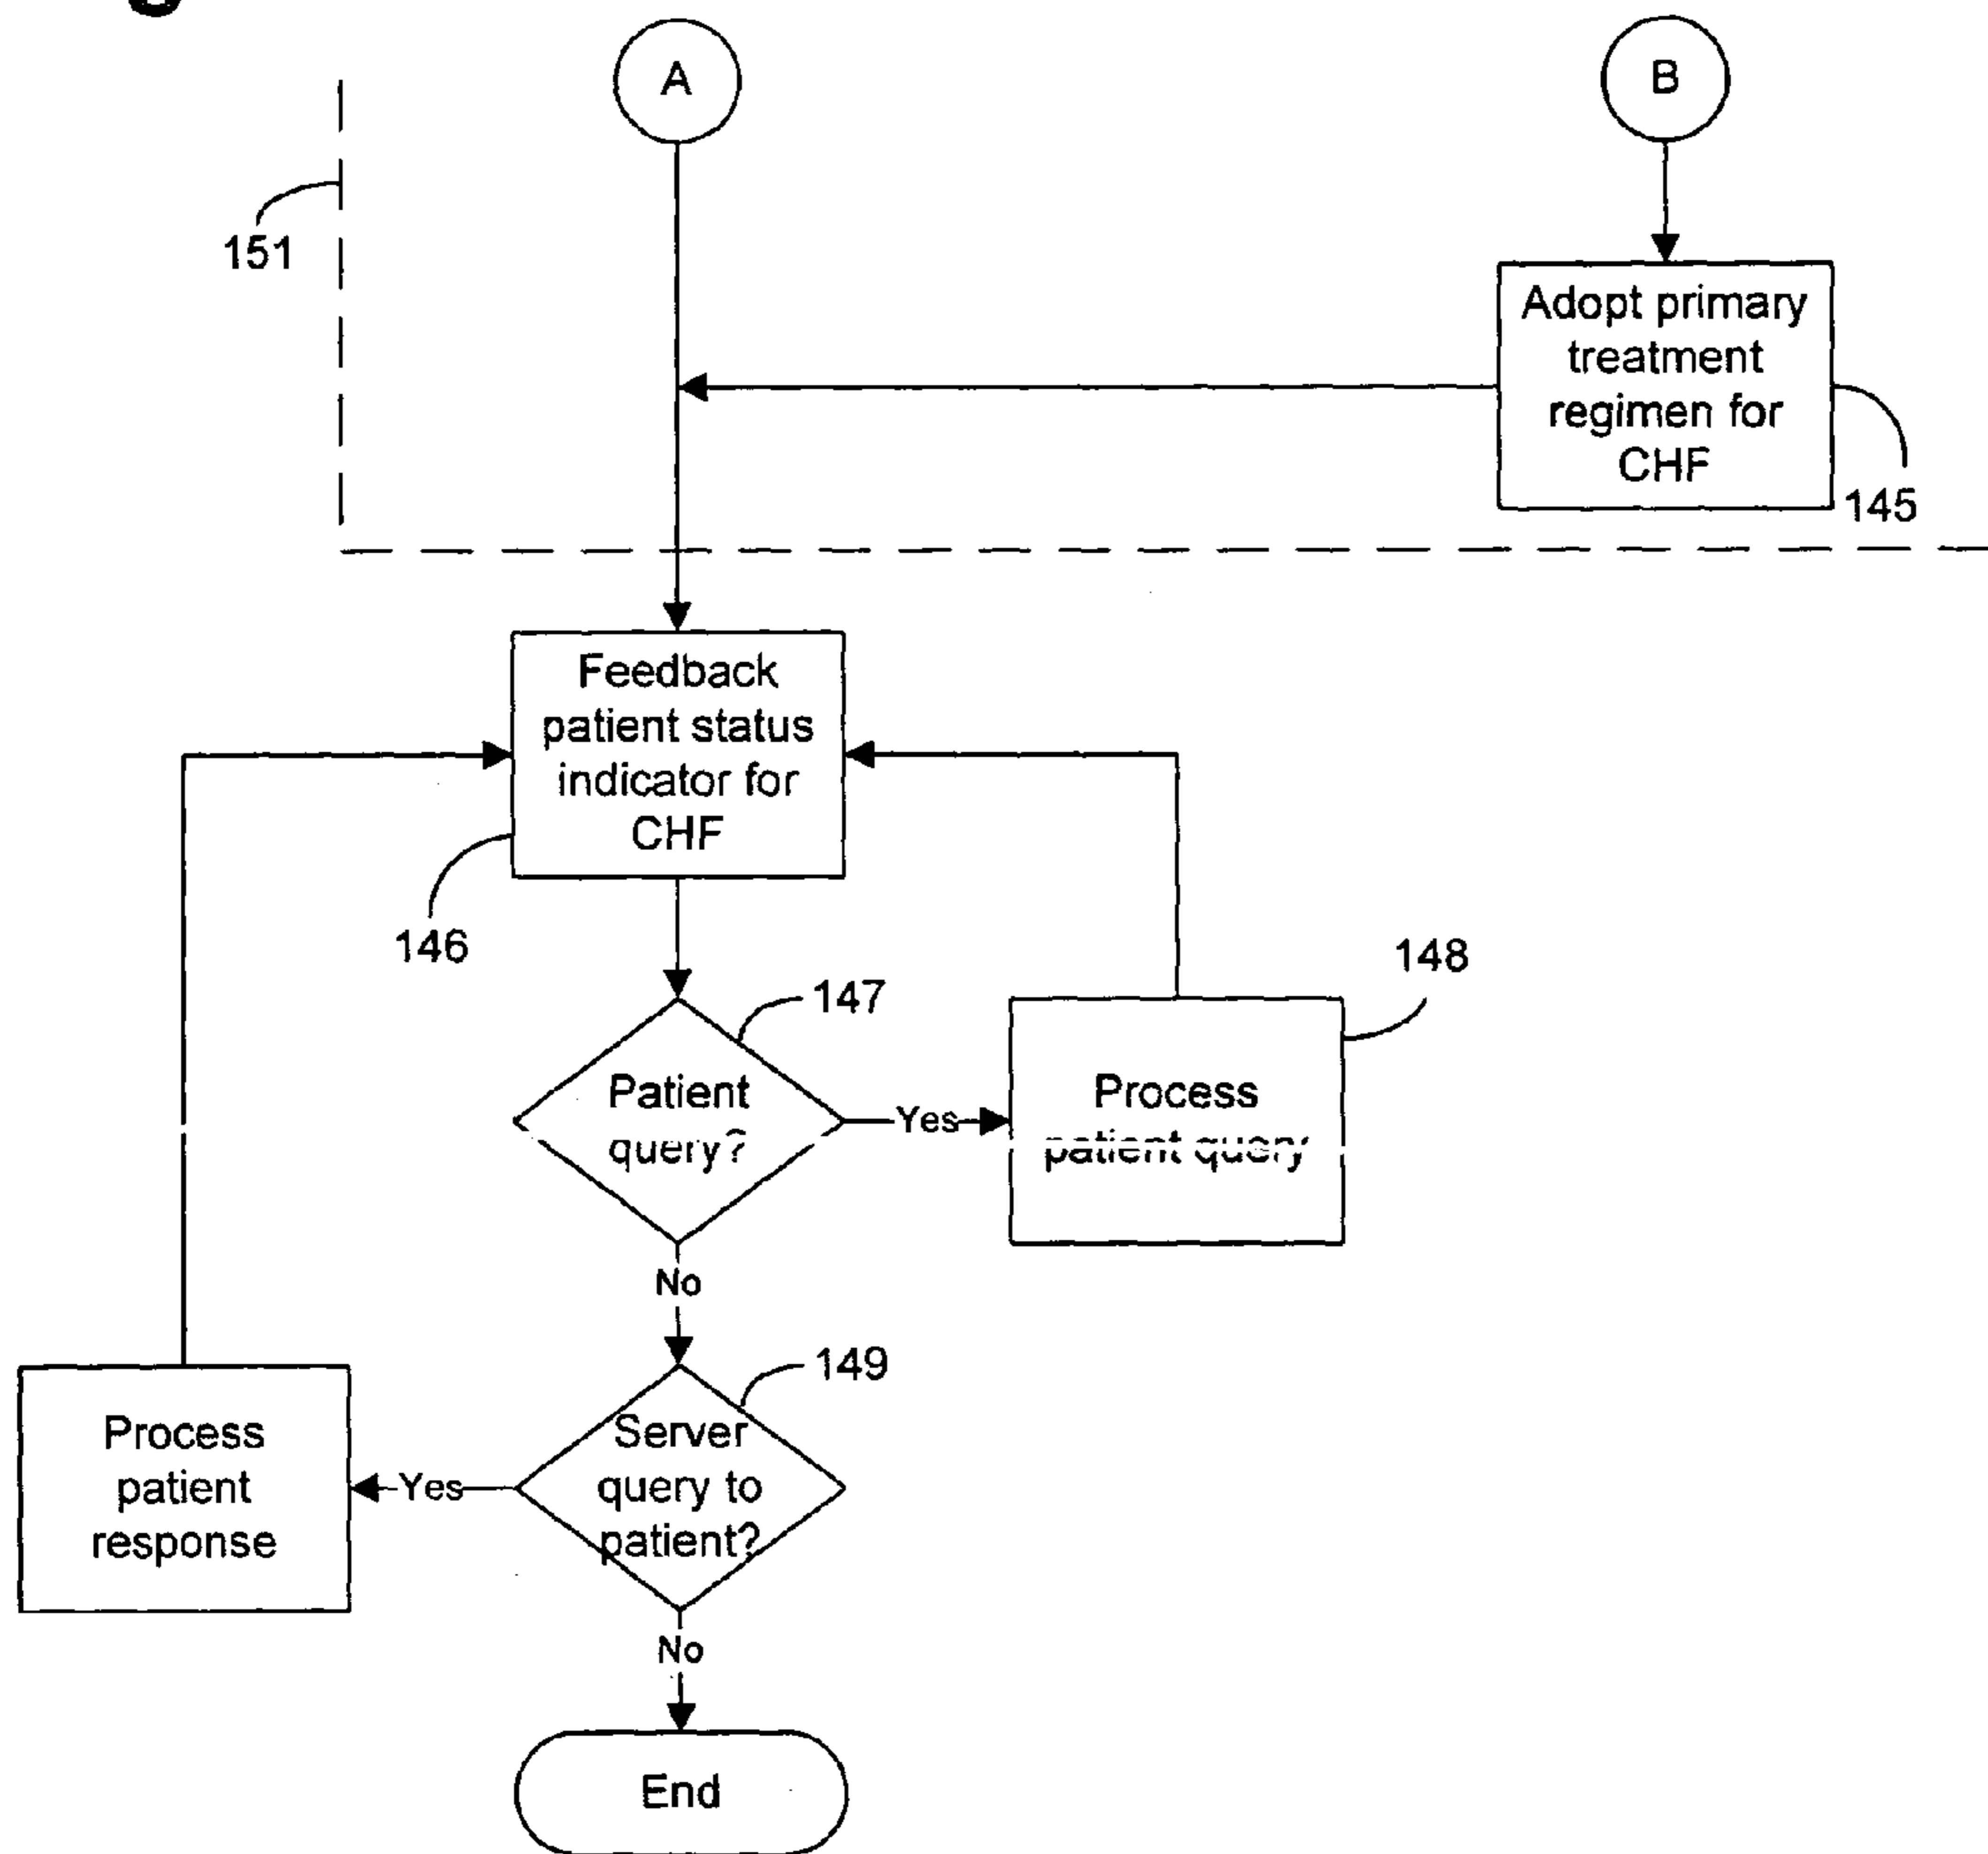 A
B
151
Adopt primary
treatment
regimen for
CHF
145
Feedback
patient status
indicator for
CHF
146
147
148
Patient
query?
Yes
Process
patient query
No
149
Server
query to
patient?
Yes
Process
patient
response
No
End